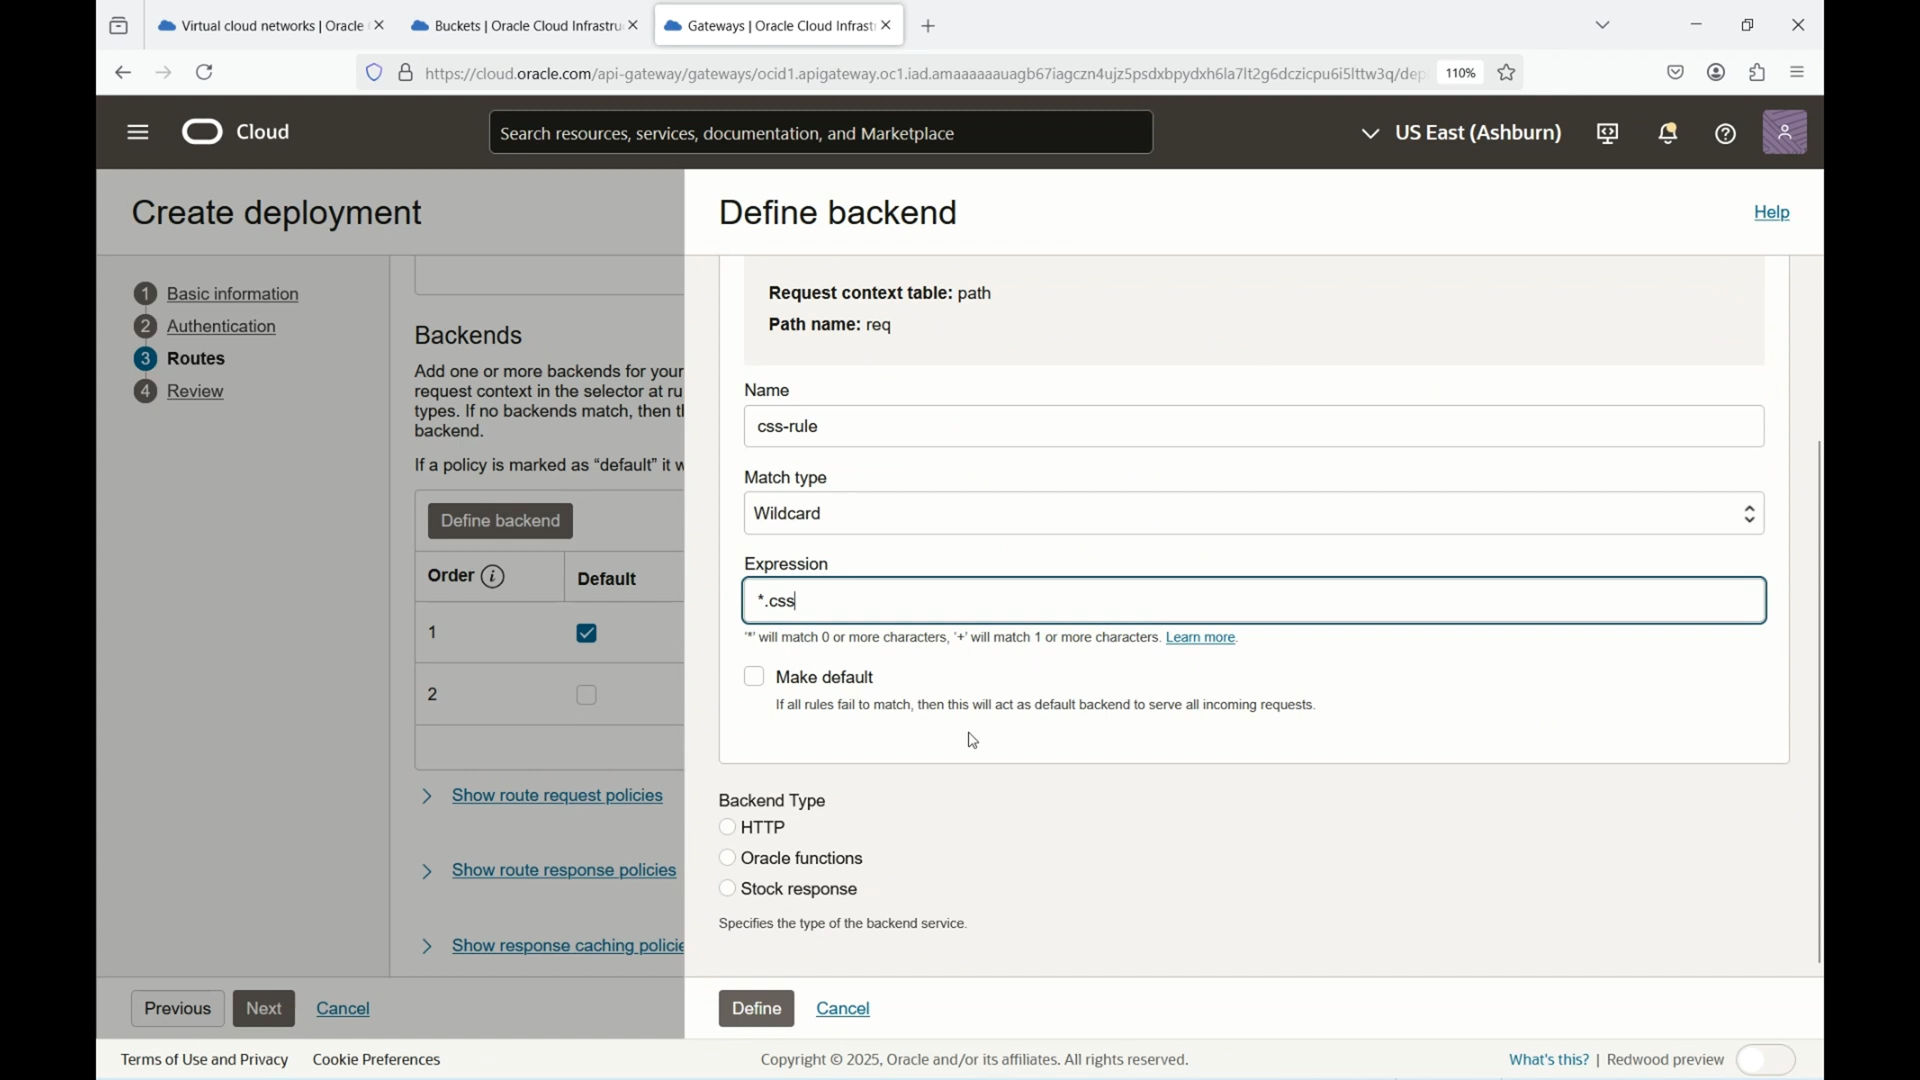 Virtual cloud networks | Oracle
Buckets | Oracle Cloud Infrastru
Gateways | Oracle Cloud Infrast
https://cloud.oracle.com/api-gateway/gateways/ocid1.apigateway.oc1.iad.amaaaaaauagb67iagczn4ujz5psdxbpydxh6la7lt2g6dczicpu6i5lttw3q/dep
110%
Cloud
Search resources, services, documentation, and Marketplace
US East (Ashburn)
Create deployment
1 Basic information
2 Authentication
3 Routes
4 Review
Backends
Add one or more backends for your
request context in the selector at ru
types. If no backends match, then t
backend.
If a policy is marked as “default” it w
Define backend
Order i Default
1
2
Show route request policies
Show route response policies
Show response caching policie
Previous Next Cancel
Define backend
Help
Request context table: path
Path name: req
Name
css-rule
Match type
Wildcard
Expression
*.css
'*' will match 0 or more characters, '+' will match 1 or more characters. Learn more.
Make default
If all rules fail to match, then this will act as default backend to serve all incoming requests.
Backend Type
HTTP
Oracle functions
Stock response
Specifies the type of the backend service.
Define Cancel
Terms of Use and Privacy Cookie Preferences
Copyright © 2025, Oracle and/or its affiliates. All rights reserved.
What's this? | Redwood preview